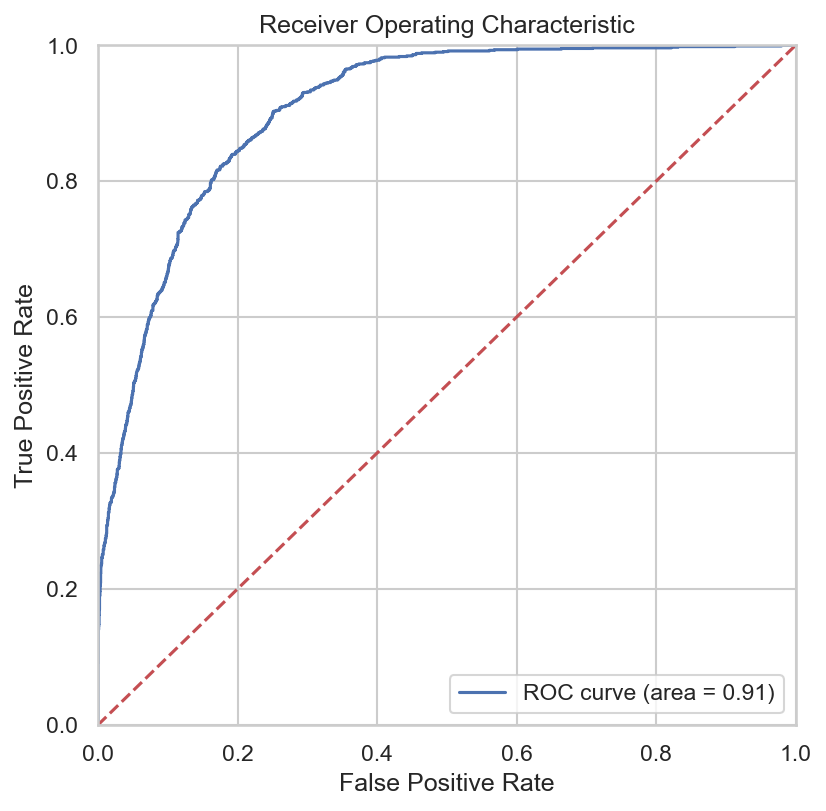 Receiver Operating Characteristic
1.0
0.8
0.6
0.4
0.2
0.0
True Positive Rate
ROC curve (area = 0.91)
0.0 0.2 0.4 0.6 0.8 1.0
False Positive Rate